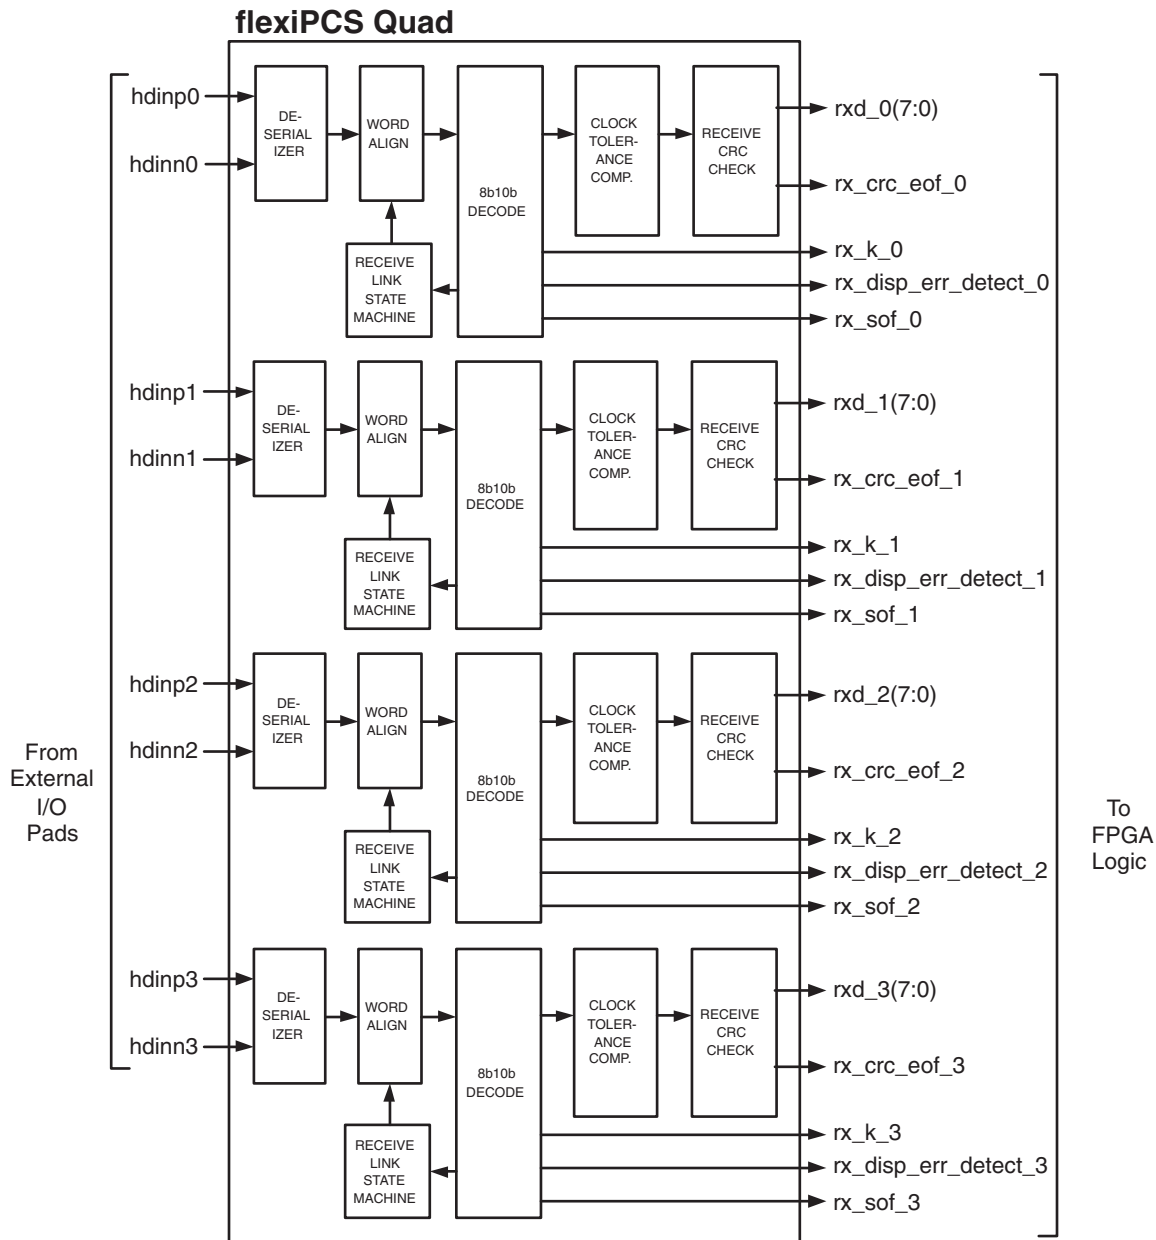 flexiPCS Quad
hdinp0
hdinn0
DE-
SERIAL
IZER
WORD
ALIGN
RECEIVE
LINK
STATE
MACHINE
8b10b
DECODE
CLOCK
TOLER-
ANCE
COMP.
RECEIVE
CRC
CHECK
rxd_0(7:0)
rx_crc_eof_0
rx_k_0
rx_disp_err_detect_0
rx_sof_0
hdinp1
hdinn1
DE-
SERIAL
IZER
WORD
ALIGN
RECEIVE
LINK
STATE
MACHINE
8b10b
DECODE
CLOCK
TOLER-
ANCE
COMP.
RECEIVE
CRC
CHECK
rxd_1(7:0)
rx_crc_eof_1
rx_k_1
rx_disp_err_detect_1
rx_sof_1
hdinp2
hdinn2
DE-
SERIAL
IZER
WORD
ALIGN
RECEIVE
LINK
STATE
MACHINE
8b10b
DECODE
CLOCK
TOLER-
ANCE
COMP.
RECEIVE
CRC
CHECK
rxd_2(7:0)
rx_crc_eof_2
rx_k_2
rx_disp_err_detect_2
rx_sof_2
From
External
I/O
Pads
To
FPGA
Logic
hdinp3
hdinn3
DE-
SERIAL
IZER
WORD
ALIGN
RECEIVE
LINK
STATE
MACHINE
8b10b
DECODE
CLOCK
TOLER-
ANCE
COMP.
RECEIVE
CRC
CHECK
rxd_3(7:0)
rx_crc_eof_3
rx_k_3
rx_disp_err_detect_3
rx_sof_3